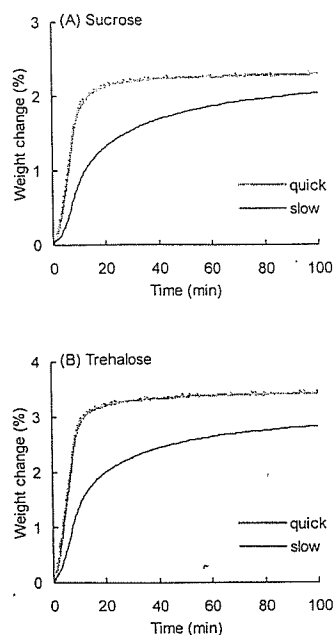 (A) Sucrose
3
2
1
0
Weight change (%)
quick
slow
0 20 40 60 80 100
Time (min)
(B) Trehalose
4
3
2
1
0
Weight change (%)
quick
slow
0 20 40 60 80 100
Time (min)